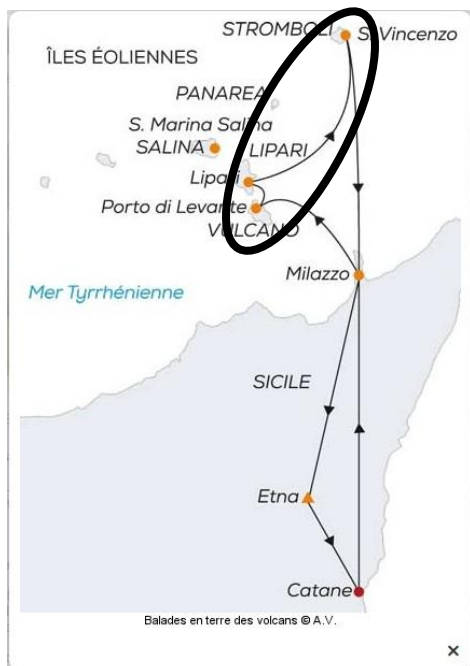 STROMBOLI
S. Vincenzo
ÎLES ÉOLIENNES
PANAREA
S. Marina Salina
SALINA
LIPARI
Lipari
Porto di Levante
VULCANO
Milazzo
Mer Tyrrhénienne
SICILE
Etna
Catane
Balades en terre des volcans © A.V.